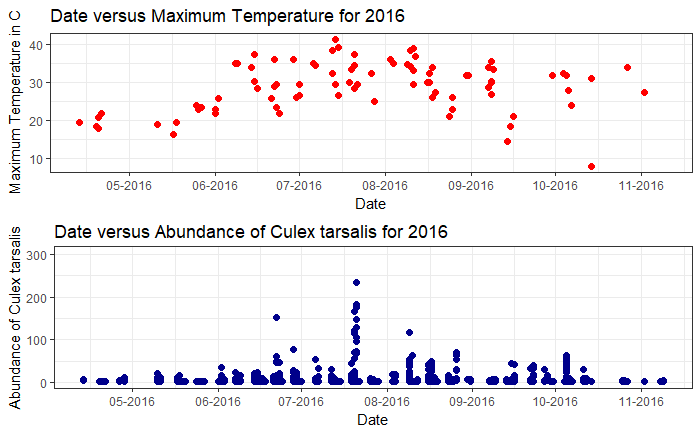 Date versus Maximum Temperature for 2016
Maximum Temperature in C
40
30
20
10
05-2016 06-2016 07-2016 08-2016 09-2016 10-2016 11-2016
Date
Date versus Abundance of Culex tarsalis for 2016
Abundance of Culex tarsalis
300
200
100
0
05-2016 06-2016 07-2016 08-2016 09-2016 10-2016 11-2016
Date